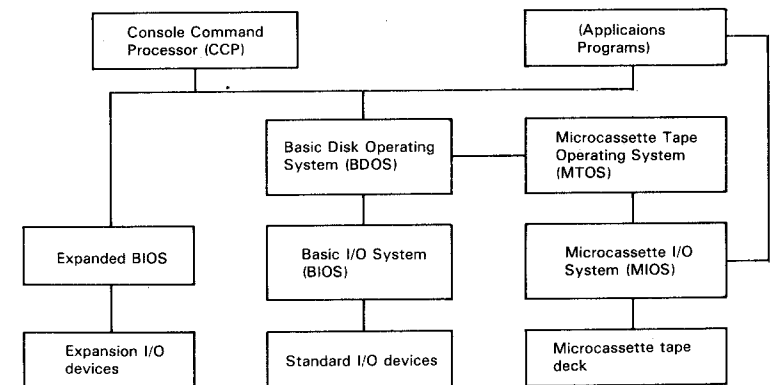 Console Command
Processor (CCP)
(Applicaions
Programs)
Basic Disk Operating
System (BDOS)
Microcassette Tape
Operating System
(MTOS)
Expanded BIOS
Basic I/O System
(BIOS)
Microcassette I/O
System (MIOS)
Expansion I/O
devices
Standard I/O devices
Microcassette tape
deck